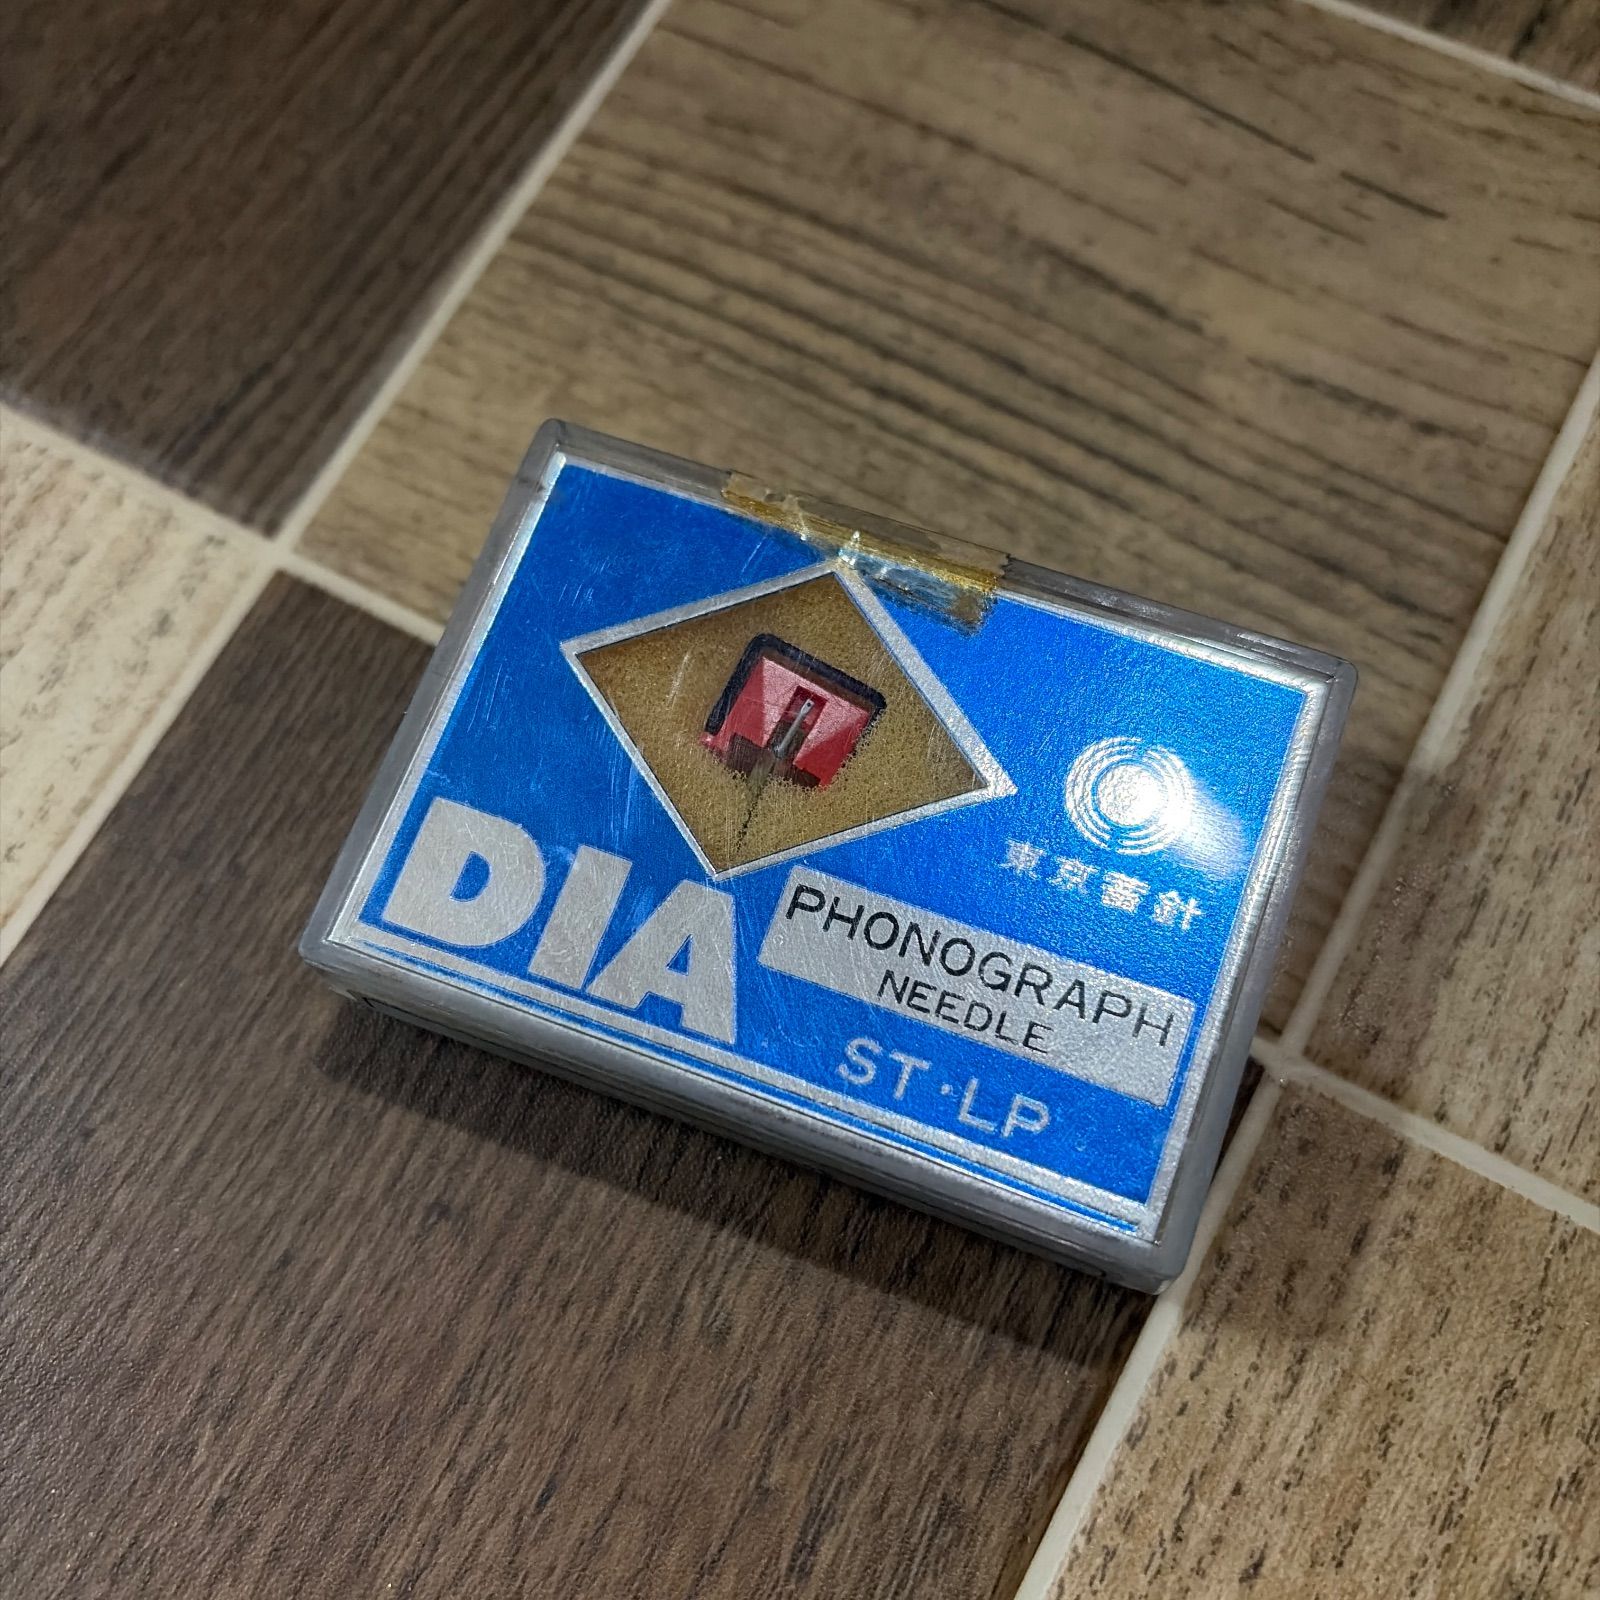 東京蓄針
DIA
PHONOGRAPH
NEEDLE
ST・LP